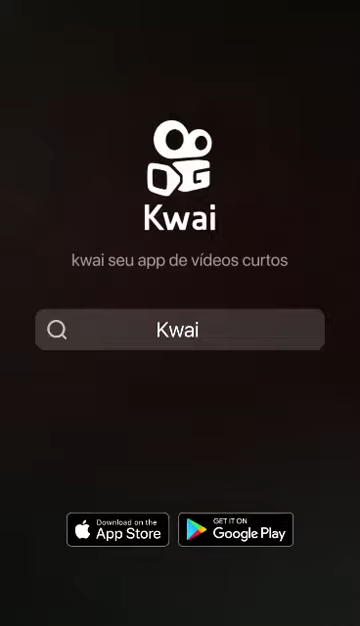 Kwai
kwai seu app de vídeos curtos
Kwai
Download on the
App Store
GET IT ON
Google Play